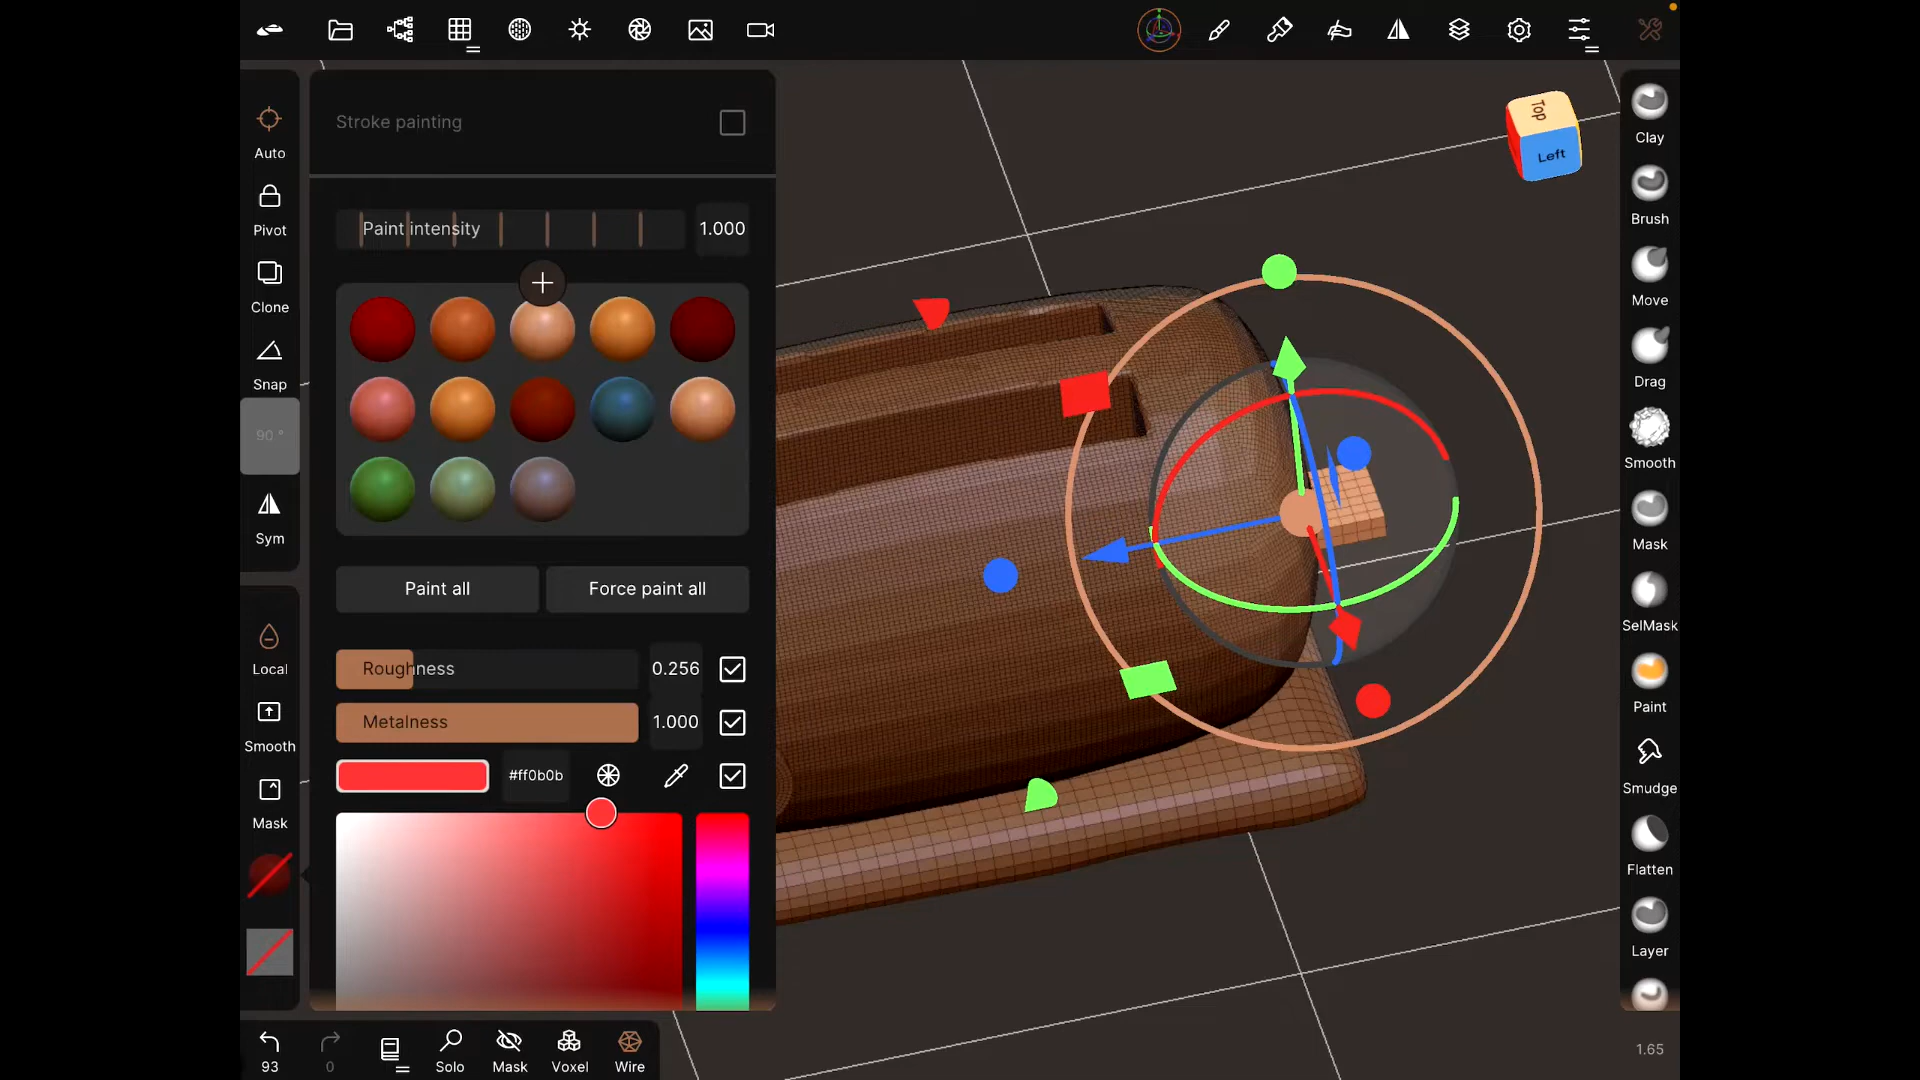 Stroke painting
Auto
Paint intensity 1.000
Pivot
Clone
Snap
90 °
Sym
Paint all
Force paint all
Local
Roughness 0.256
Metalness 1.000
Smooth
#ff0b0b
Mask
93
0
Solo
Mask
Voxel
Wire
Top
Left
Clay
Brush
Move
Drag
Smooth
Mask
SelMask
Paint
Smudge
Flatten
Layer
1.65